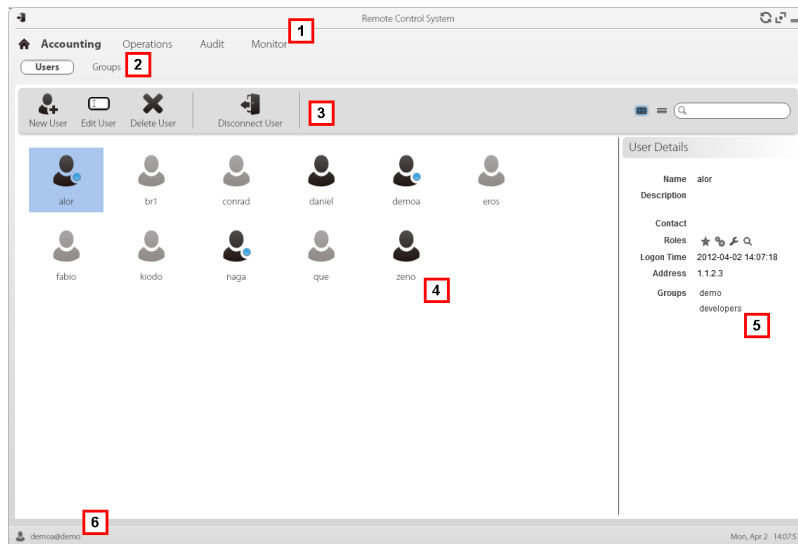 Remote Control System
1
Accounting Operations Audit Monitor
Users Groups 2
New User Edit User Delete User Disconnect User 3
User Details
Name alor
Description
alor br1 conrad daniel demoa eros
Contact
Roles
Logon Time 2012-04-02 14:07:18
Address 1.1.2.3
fabio kiodo naga que zeno
4
Groups demo
developers
5
6
demoa@demo
Mon, Apr 2